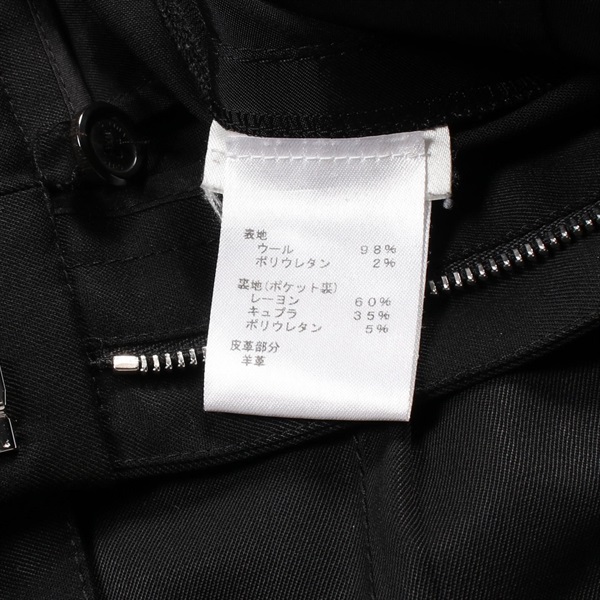 表地
ウール 98%
ポリウレタン 2%
裏地(ポケット裏)
レーヨン 60%
キュプラ 35%
ポリウレタン 5%
皮革部分
羊革